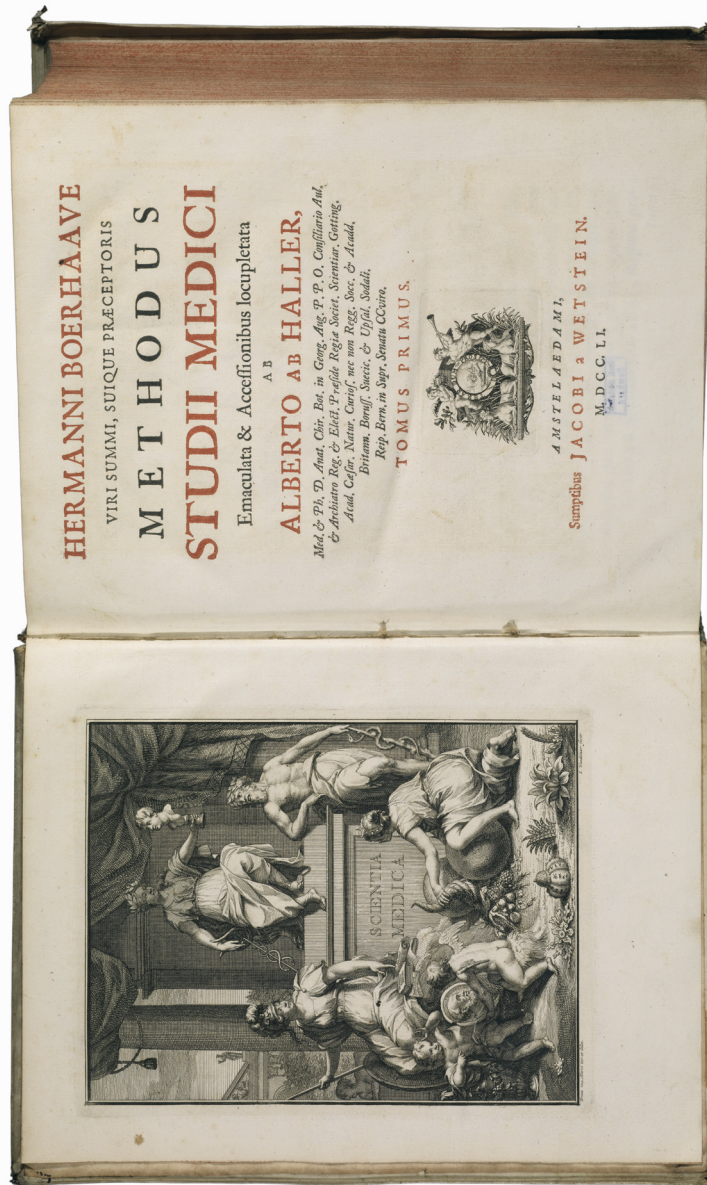 SCIENTIA
MEDICA
HERMANNI BOERHAAVE
VIRI SUMMI, SUIQUE PRÆCEPTORIS
METHODUS
STUDII MEDICI
Emaculata & Accessionibus locupletata
AB
ALBERTO AB HALLER,
Med. & Ph. D. Anat. Chir. Bot. in Georg. Aug. P. P. O. Consiliario Aul.
& Archiatro Reg. & Elect. Præside Regiæ Societ. Scientiar. Gotting.
Acad. Cæsar. Natur. Curios. nec non Regg. Socc. & Acadd.
Britann. Boruss. Suecic. & Upsal. Sodali.
Reip. Bern. in Supr. Senatu CCviro.
TOMUS PRIMUS.
AMSTELAEDAMI,
Sumptibus JACOBI a WETSTEIN.
M. D C C. L I.